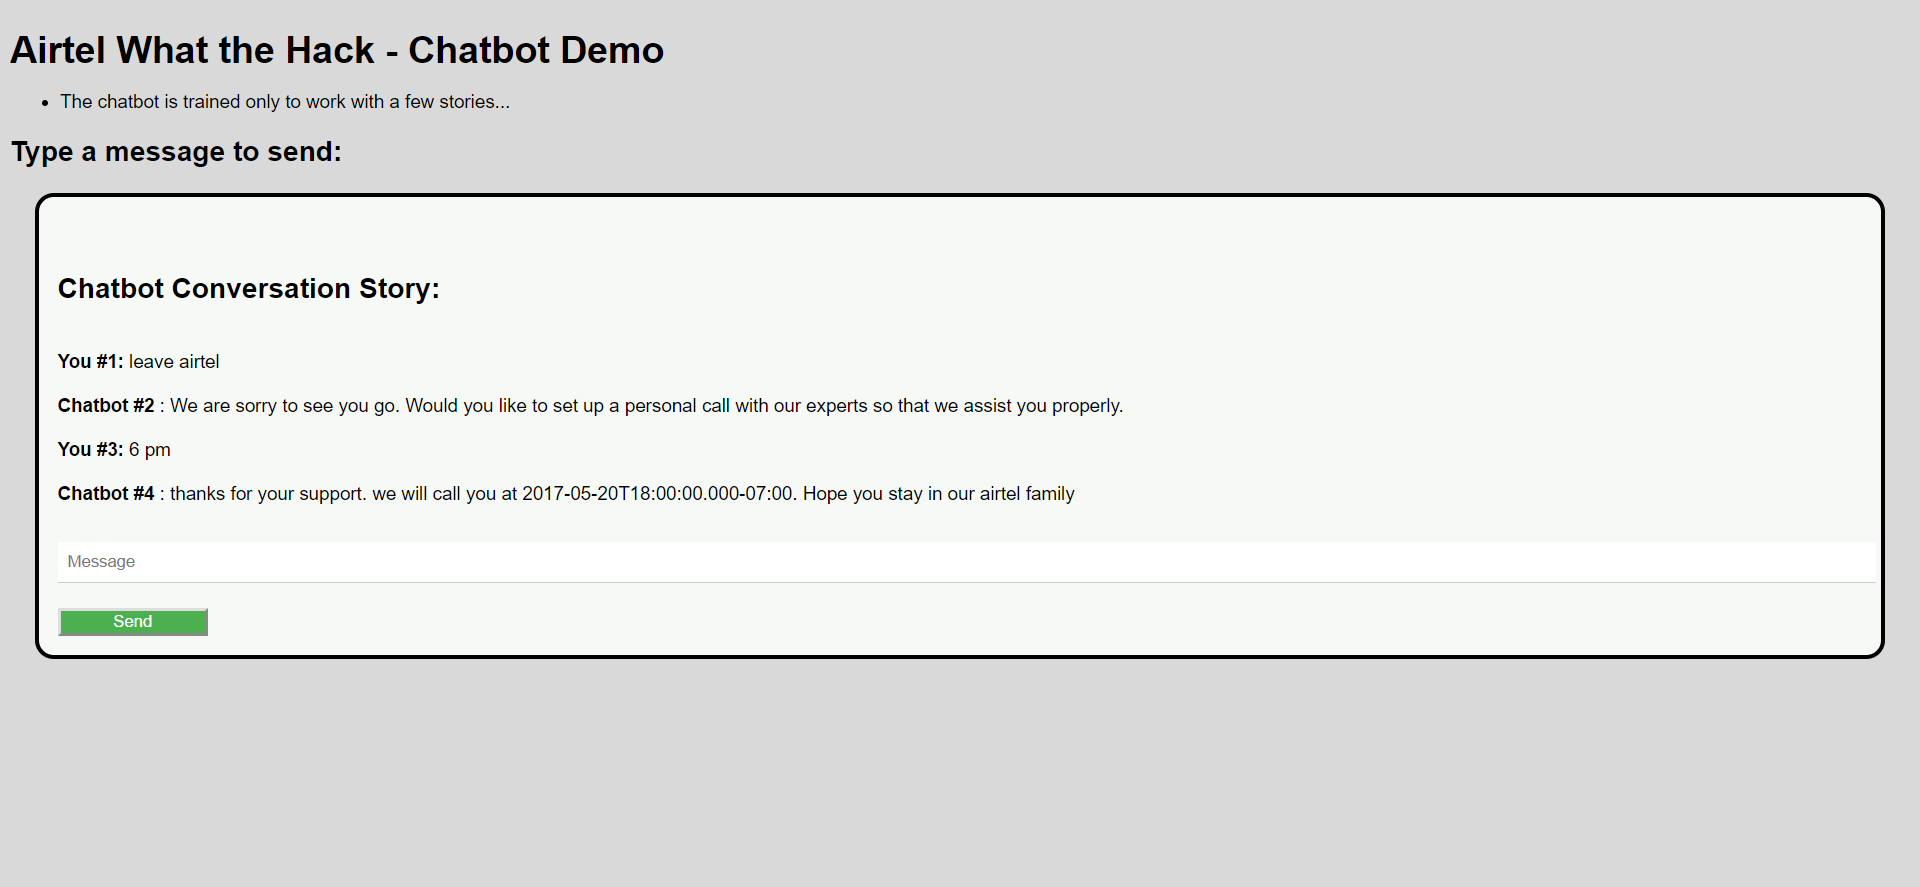 Airtel What the Hack - Chatbot Demo
• The chatbot is trained only to work with a few stories...
Type a message to send:
Chatbot Conversation Story:
You #1: leave airtel
Chatbot #2 : We are sorry to see you go. Would you like to set up a personal call with our experts so that we assist you properly.
You #3: 6 pm
Chatbot #4 : thanks for your support. we will call you at 2017-05-20T18:00:00.000-07:00. Hope you stay in our airtel family
Message
Send